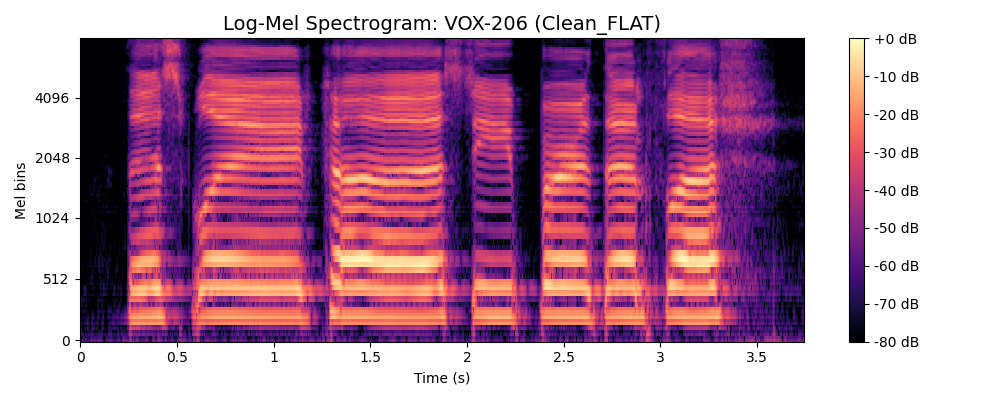 Log-Mel Spectrogram: VOX-206 (Clean_FLAT)
Mel bins
4096
2048
1024
512
0
0
0.5
1
1.5
2
2.5
3
3.5
Time (s)
+0 dB
-10 dB
-20 dB
-30 dB
-40 dB
-50 dB
-60 dB
-70 dB
-80 dB